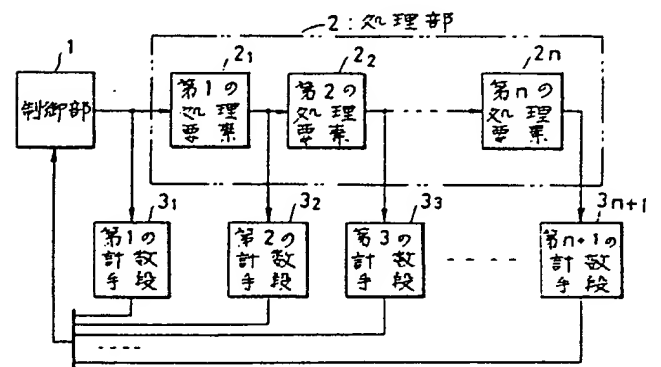 2:処理部
1
制御部
2₁
第1の
処理
要素
2₂
第2の
処理
要素
2n
第nの
処理
要素
3₁
第1の
計数
手段
3₂
第2の
計数
手段
3₃
第3の
計数
手段
3n+1
第n+1の
計数
手段